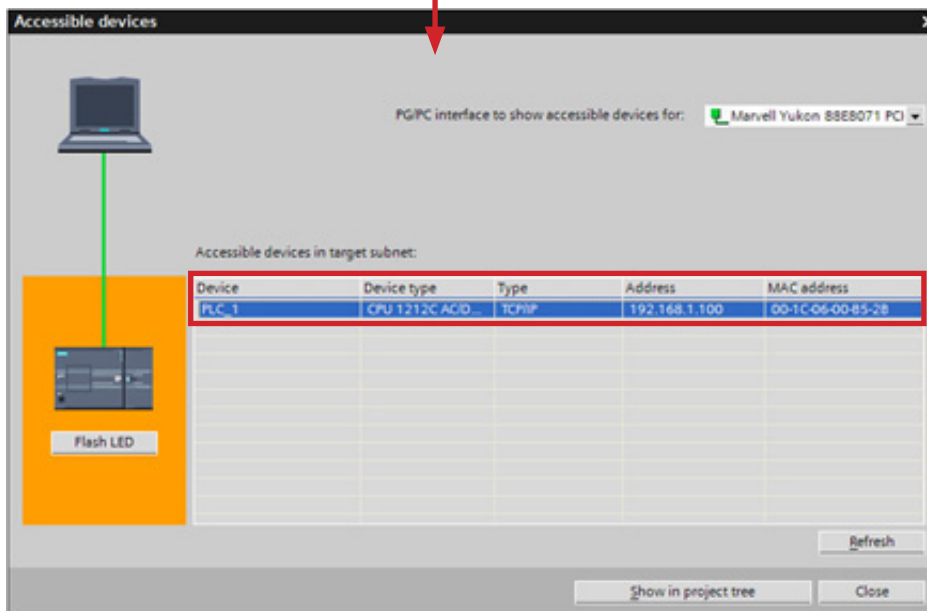 Accessible devices
PG/PC interface to show accessible devices for: Marvell Yukon 88E8071 PCI
Accessible devices in target subnet:
Device Device type Type Address MAC address
PLC_1 CPU 1212C AC/D... TCP/IP 192.168.1.100 00-1C-06-00-B5-28
Flash LED
Refresh
Show in project tree Close